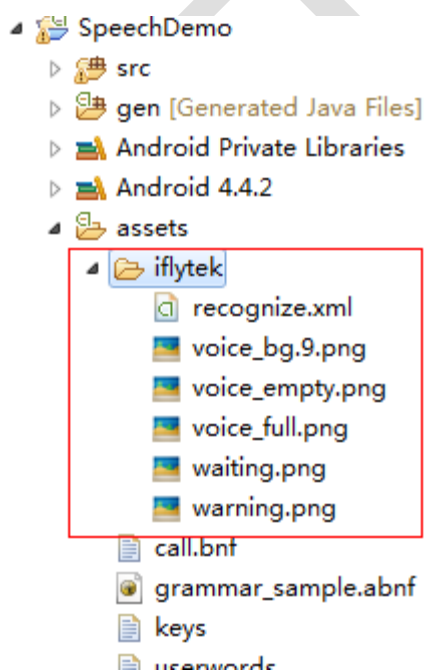 SpeechDemo
src
gen [Generated Java Files]
Android Private Libraries
Android 4.4.2
assets
iflytek
recognize.xml
voice_bg.9.png
voice_empty.png
voice_full.png
waiting.png
warning.png
call.bnf
grammar_sample.abnf
keys
userwords